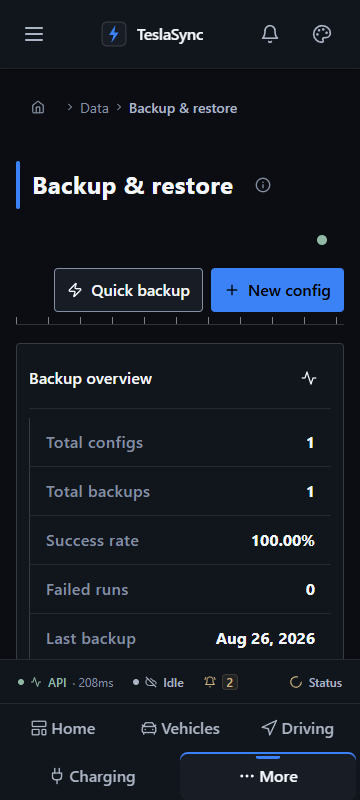 TeslaSync
Data
Backup & restore
Backup & restore
Quick backup
New config
Backup overview
Total configs 1
Total backups 1
Success rate 100.00%
Failed runs 0
Last backup Aug 26, 2026
API · 208ms Idle 2 Status
Home Vehicles Driving
Charging More